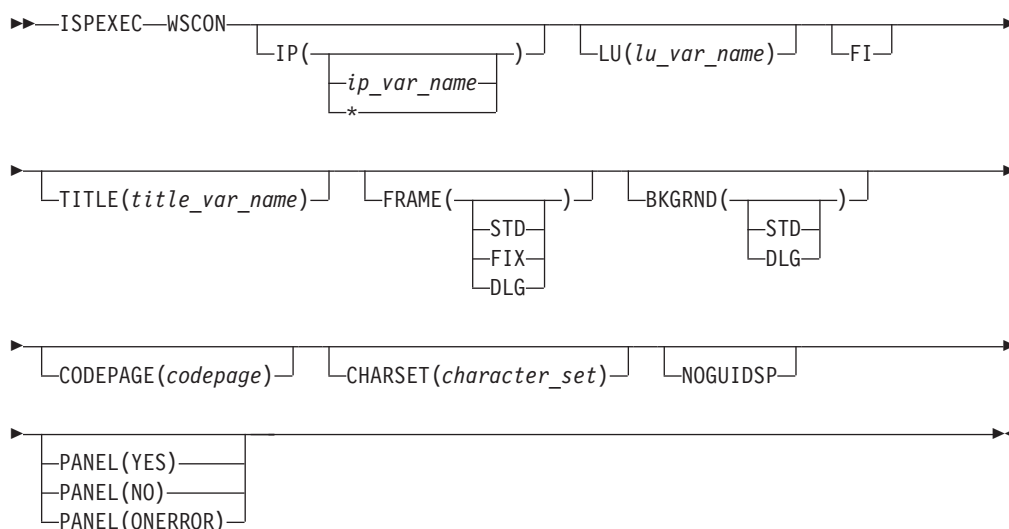 ISPEXEC WSCON IP( ) LU(lu_var_name) FI
ip_var_name
*
TITLE(title_var_name) FRAME( ) BKGRND( )
STD STD
FIX DLG
DLG
CODEPAGE(codepage) CHARSET(character_set) NOGUIDSP
PANEL(YES)
PANEL(NO)
PANEL(ONERROR)